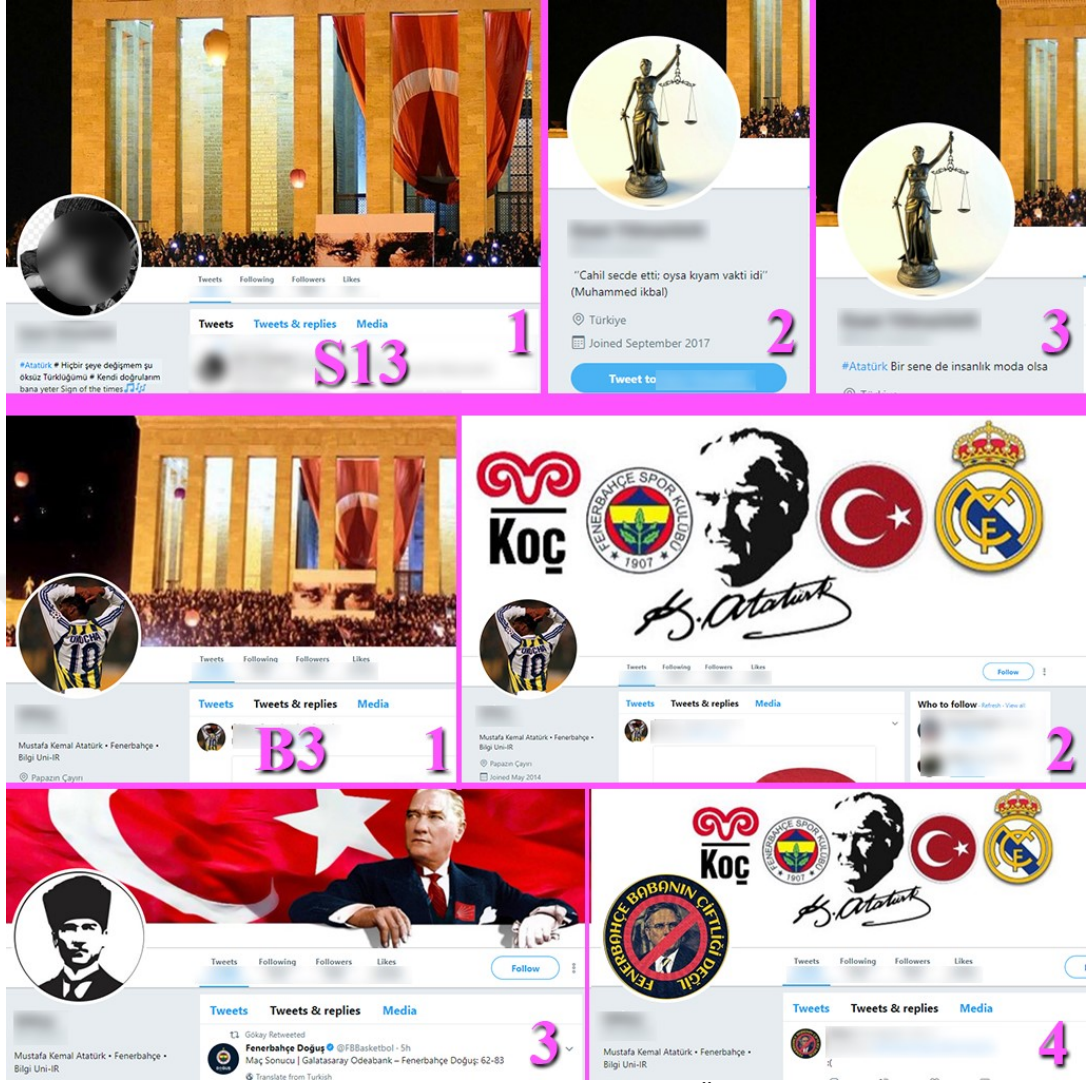 Tweets Following Followers Likes
Tweets Tweets & replies Media
S13
1
#Atatürk # Hiçbir şeye değişmem şu
öksüz Türklüğümü # Kendi doğrularım
bana yeter Sign of the times
"Cahil secde etti; oysa kıyam vakti idi"
(Muhammed ikbal)
Türkiye
Joined September 2017
Tweet to
2
#Atatürk Bir sene de insanlık moda olsa
Türkiye
3
10
Tweets Following Followers Likes
Tweets Tweets & replies Media
Mustafa Kemal Atatürk • Fenerbahçe •
Bilgi Uni-IR
Papazın Çayırı
B3
1
Koç
FENERBAHÇE SPOR KULÜBÜ
1907
K. Atatürk
10
Tweets Following Followers Likes
Follow
Tweets Tweets & replies Media
Who to follow · Refresh · View all
Mustafa Kemal Atatürk • Fenerbahçe •
Bilgi Uni-IR
Papazın Çayırı
Joined May 2014
2
Tweets Following Followers Likes
Follow
Tweets Tweets & replies Media
Gökay Retweeted
Fenerbahçe Doğuş @FBBasketbol · 5h
Maç Sonucu | Galatasaray Odeabank – Fenerbahçe Doğuş: 62-83
Translate from Turkish
Mustafa Kemal Atatürk • Fenerbahçe •
Bilgi Uni-IR
3
Koç
FENERBAHÇE SPOR KULÜBÜ
1907
K. Atatürk
FENERBAHÇE BABANIN ÇİFTLİĞİ DEĞİL
Tweets Following Followers Likes
Tweets Tweets & replies Media
:(
Mustafa Kemal Atatürk • Fenerbahçe •
Bilgi Uni-IR
4